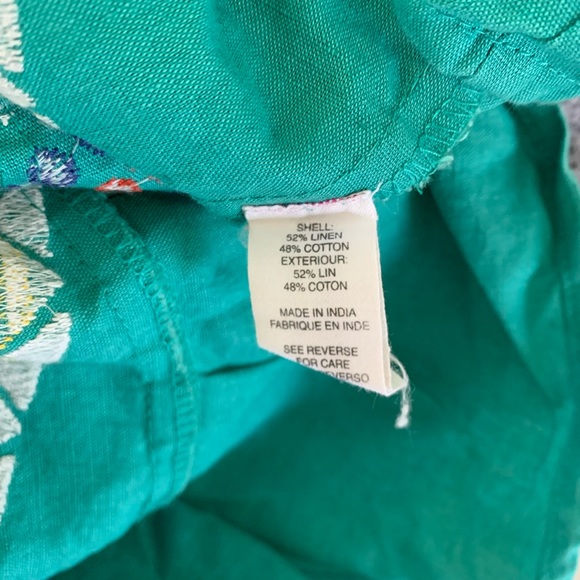 SHELL:
52% LINEN
48% COTTON
EXTERIOUR:
52% LIN
48% COTON
MADE IN INDIA
FABRIQUE EN INDE
SEE REVERSE
FOR CARE
REVERSO